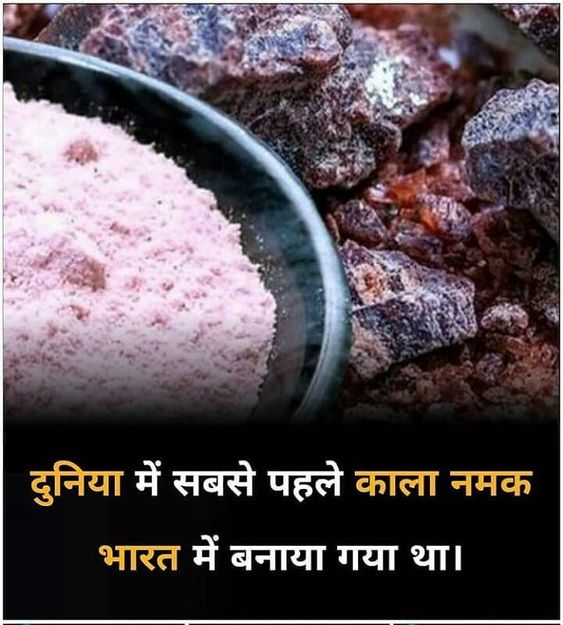 दुनिया में सबसे पहले काला नमक
भारत में बनाया गया था।